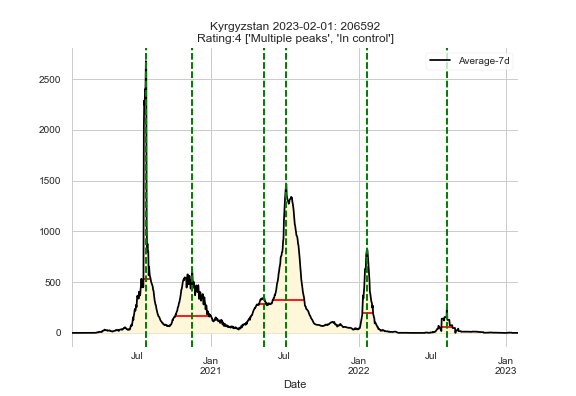 Kyrgyzstan 2023-02-01: 206592
Rating:4 ['Multiple peaks', 'In control']
Average-7d
2500
2000
1500
1000
500
0
Jul
Jan
2021
Jul
Jan
2022
Jul
Jan
2023
Date